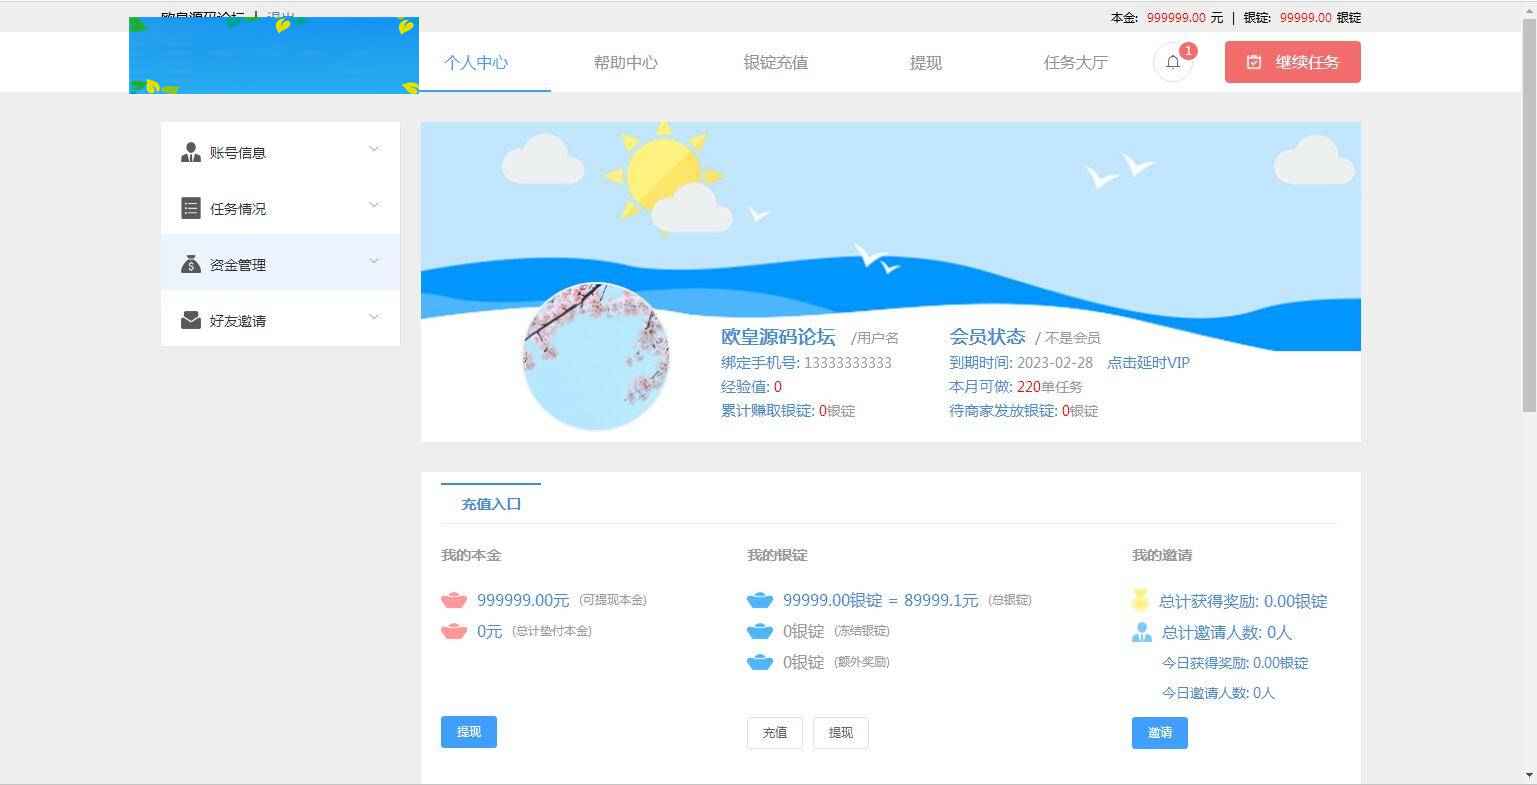 欧皇源码论坛 | 退出
本金: 999999.00 元 | 银锭: 99999.00 银锭
个人中心 帮助中心 银锭充值 提现 任务大厅 1 继续任务
账号信息
任务情况
资金管理
好友邀请
欧皇源码论坛 /用户名
绑定手机号: 13333333333
经验值: 0
累计赚取银锭: 0银锭
会员状态 / 不是会员
到期时间: 2023-02-28 点击延时VIP
本月可做: 220单任务
待商家发放银锭: 0银锭
充值入口
我的本金
999999.00元 (可提现本金)
0元 (总计垫付本金)
提现
我的银锭
99999.00银锭 = 89999.1元 (总银锭)
0银锭 (冻结银锭)
0银锭 (额外奖励)
充值 提现
我的邀请
总计获得奖励: 0.00银锭
总计邀请人数: 0人
今日获得奖励: 0.00银锭
今日邀请人数: 0人
邀请